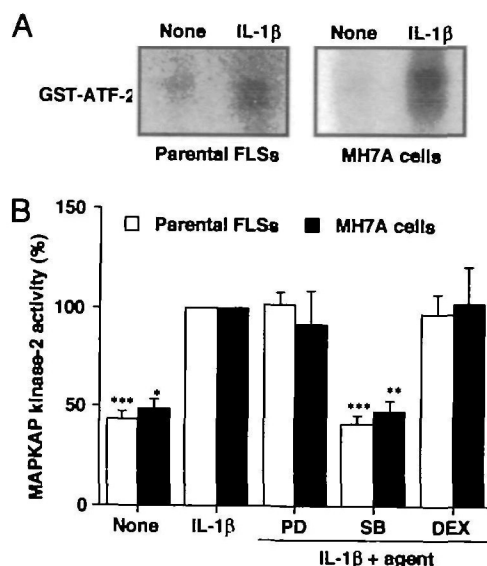 A
None IL-1β None IL-1β
GST-ATF-2
Parental FLSs MH7A cells
B
150
Parental FLSs MH7A cells
100
50
0
MAPKAP kinase-2 activity (%)
*** * *** **
None IL-1β PD SB DEX
IL-1β + agent